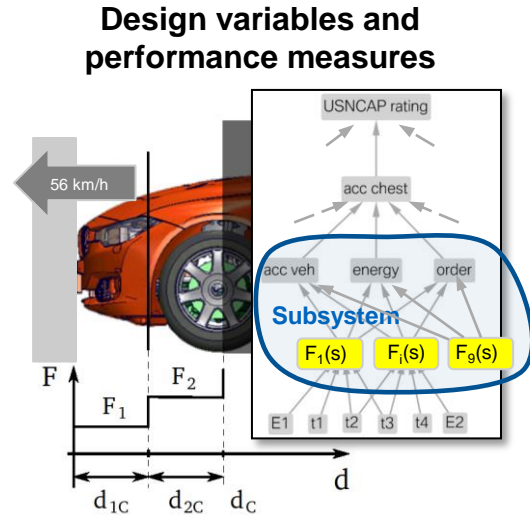 Design variables and
performance measures
USNCAP rating
56 km/h
acc chest
acc veh energy order
Subsystem
F1(s) Fi(s) F9(s)
E1 t1 t2 t3 t4 E2
F
F1
F2
d
d1C d2C dC